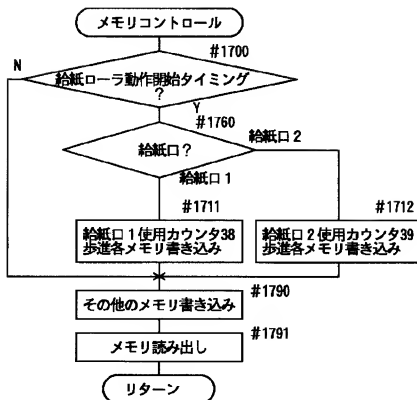 メモリコントロール
#1700
N
給紙ローラ動作開始タイミング
?
Y
#1760
給紙口?
給紙口2
給紙口1
#1711
給紙口1使用カウンタ38
歩進各メモリ書き込み
#1712
給紙口2使用カウンタ39
歩進各メモリ書き込み
#1790
その他のメモリ書き込み
#1791
メモリ読み出し
リターン